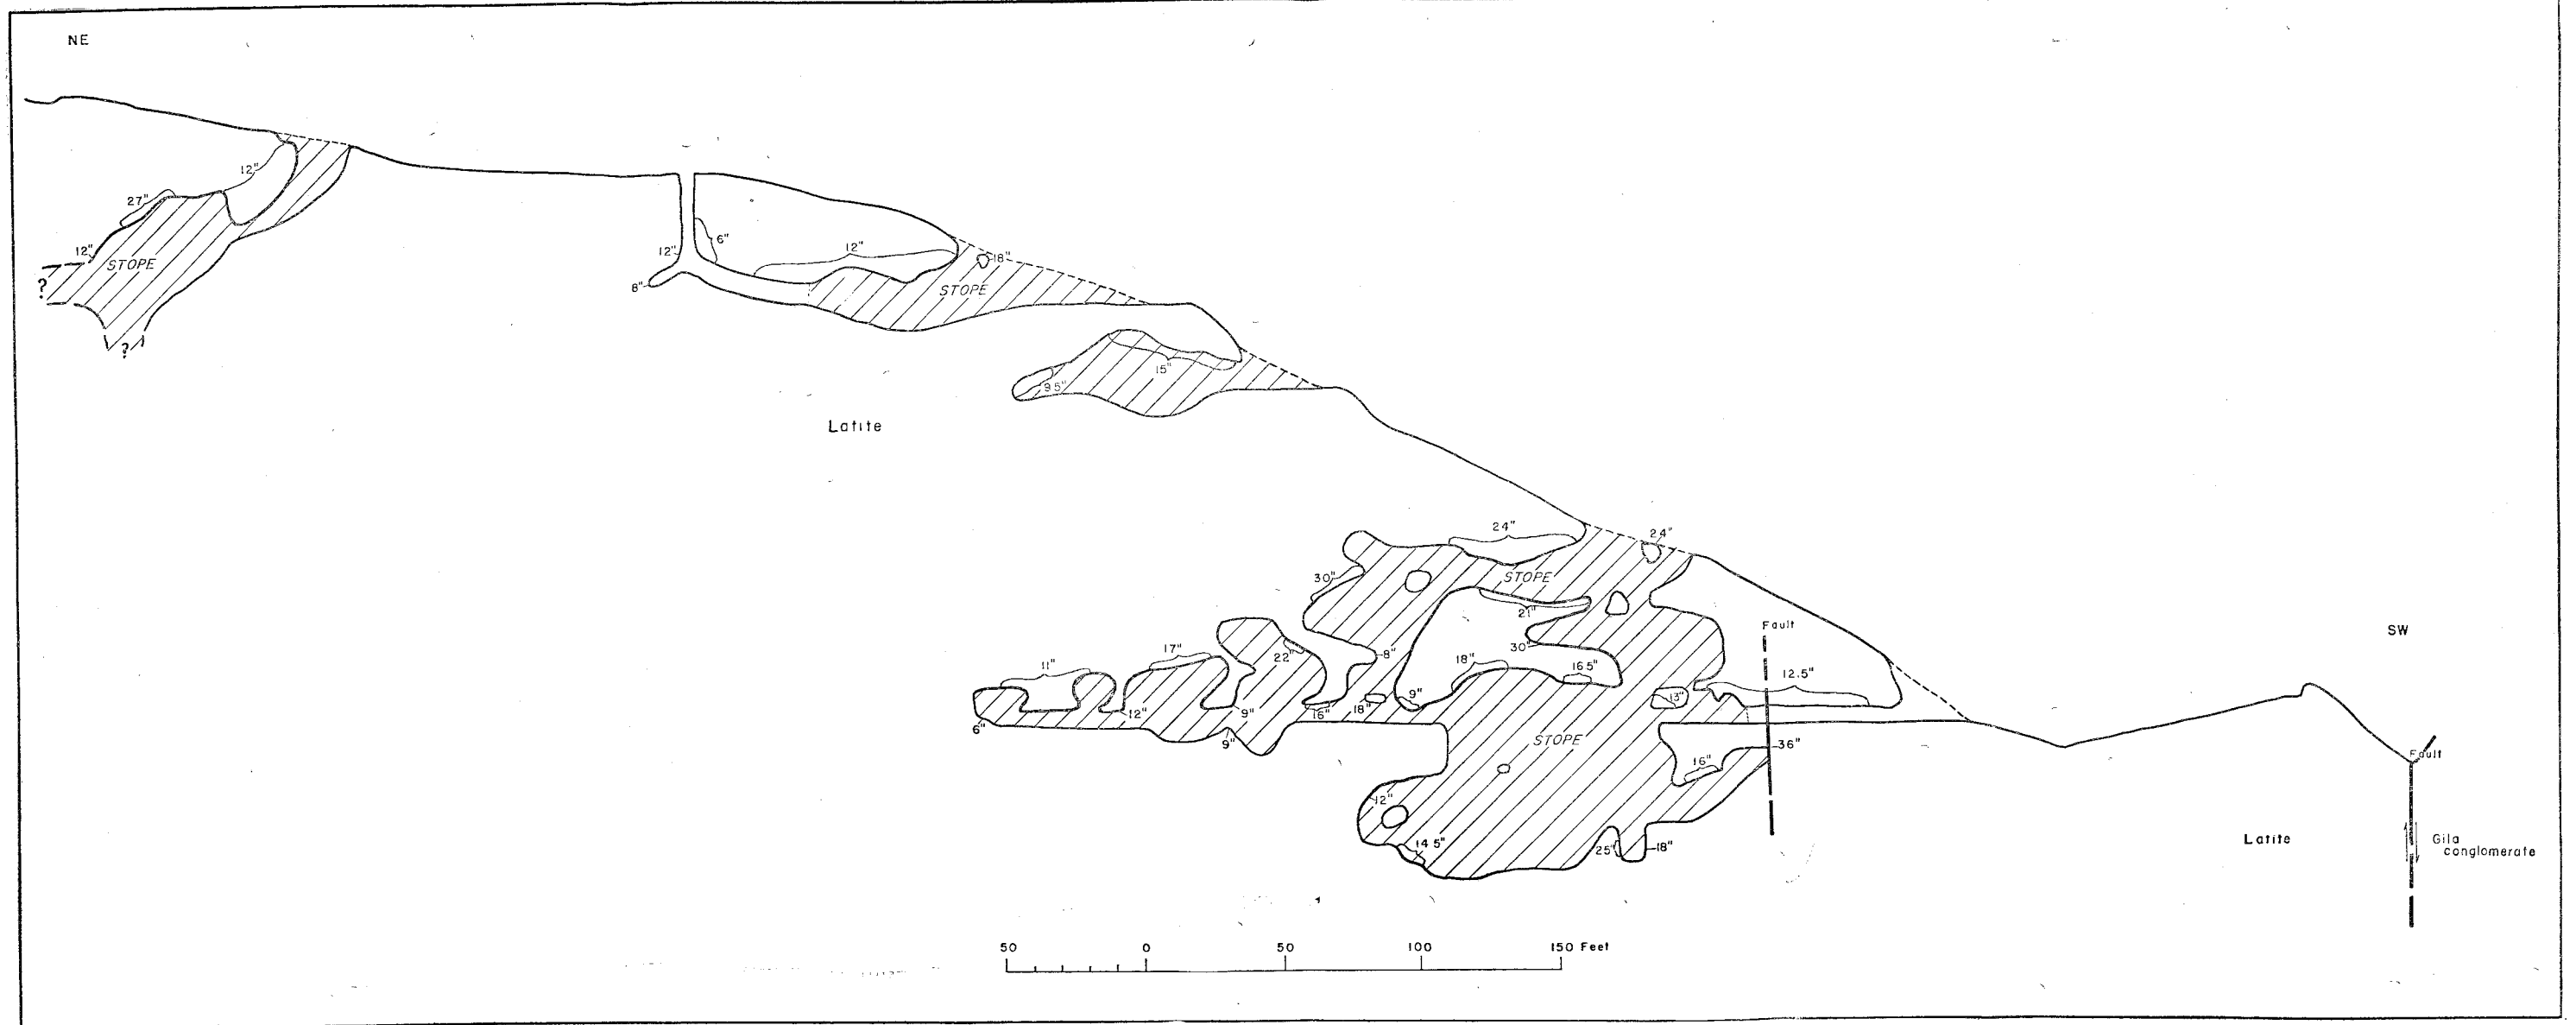 NE
12"
27"
12"
STOPE
?
?
12"
6"
12"
8"
18"
STOPE
15"
9.5"
Latite
24"
24"
30"
STOPE
21"
Fault
SW
30"
22"
8"
17"
11"
18"
16.5"
12.5"
9"
13"
12"
9"
16"
18"
6"
9"
STOPE
36"
16"
Fault
12"
14.5"
25"
18"
Latite
Gila
conglomerate
50 0 50 100 150 Feet